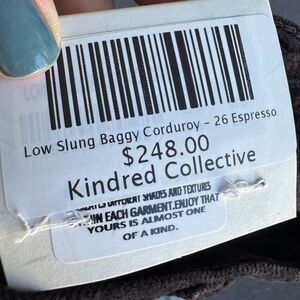 Low Slung Baggy Corduroy - 26 Espresso
$248.00
Kindred Collective
DIFFERENT SHADES AND TEXTURES
IN EACH GARMENT. ENJOY THAT
YOURS IS ALMOST ONE
OF A KIND.